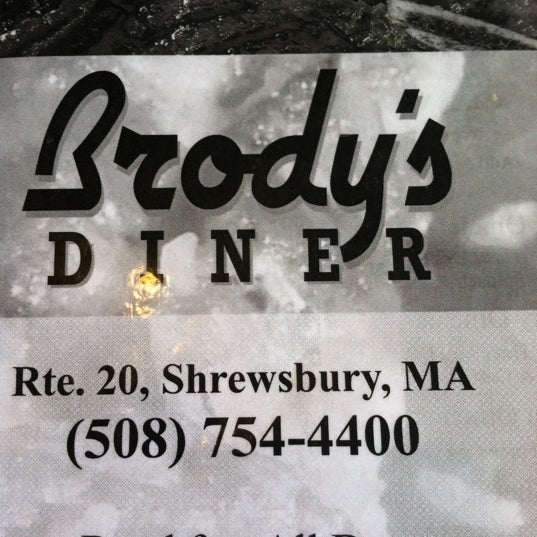 Brody's
DINER
Rte. 20, Shrewsbury, MA
(508) 754-4400